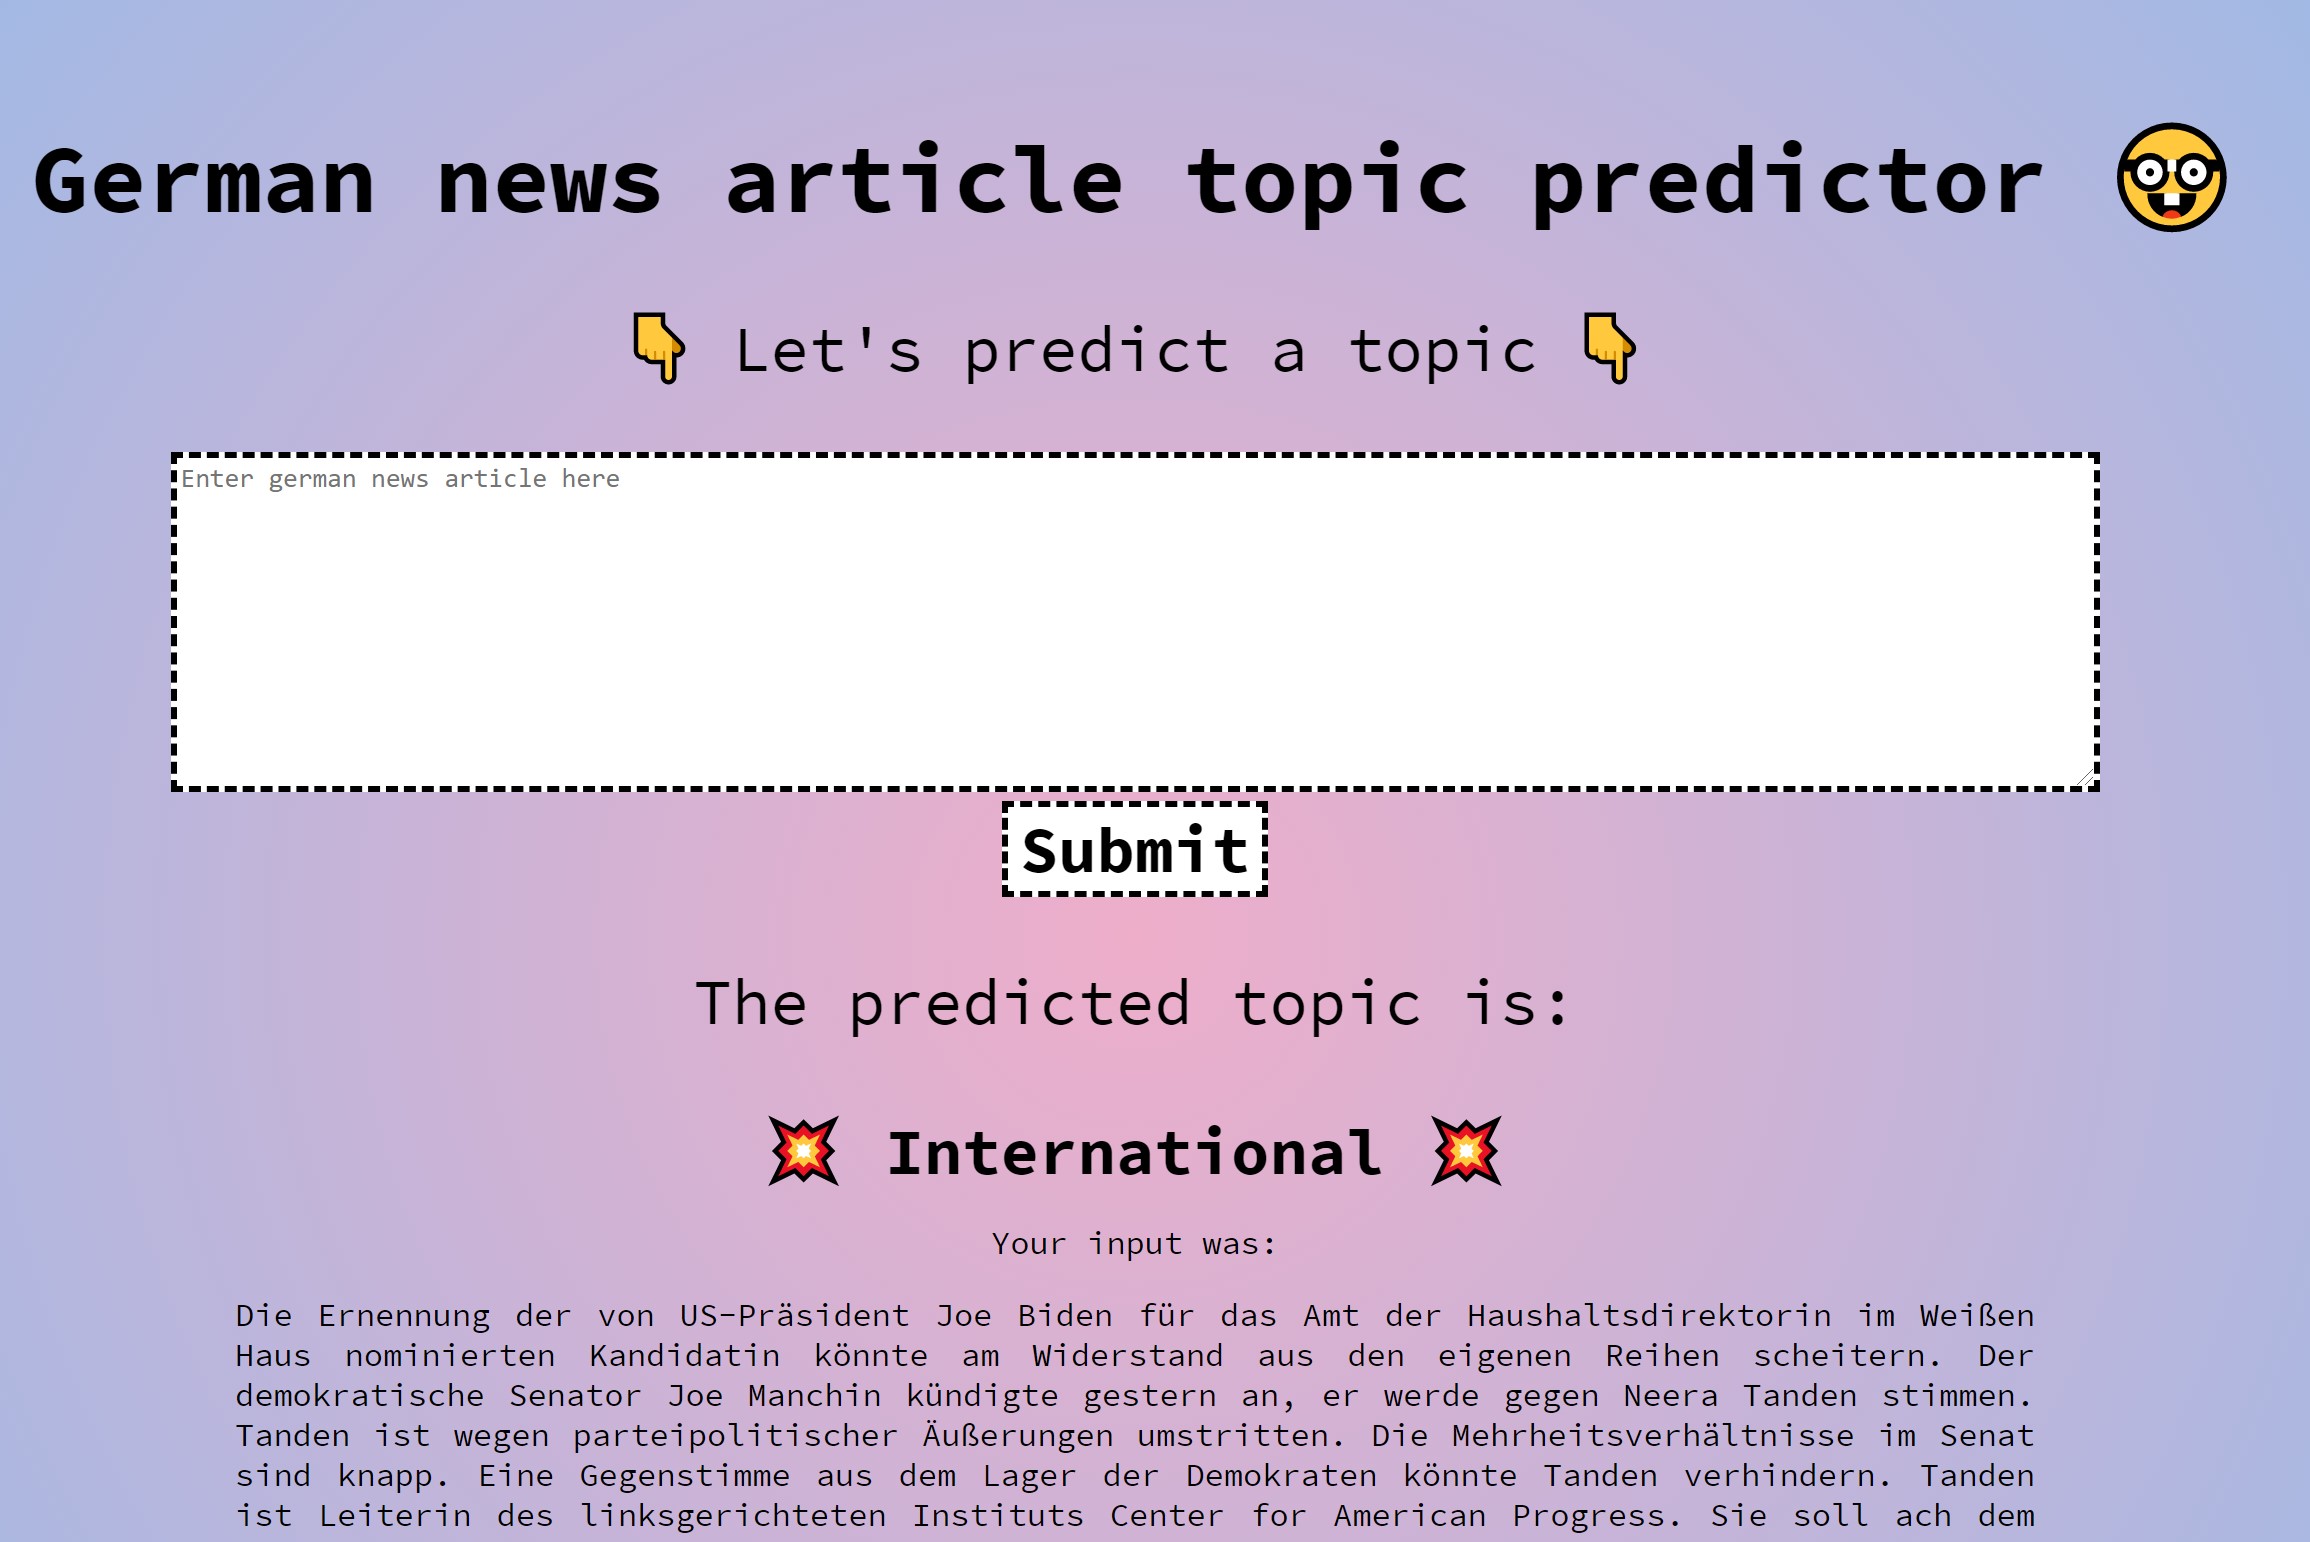 German news article topic predictor 🤓
👇 Let's predict a topic 👇
Enter german news article here
Submit
The predicted topic is:
💥 International 💥
Your input was:
Die Ernennung der von US-Präsident Joe Biden für das Amt der Haushaltsdirektorin im Weißen
Haus nominierten Kandidatin könnte am Widerstand aus den eigenen Reihen scheitern. Der
demokratische Senator Joe Manchin kündigte gestern an, er werde gegen Neera Tanden stimmen.
Tanden ist wegen parteipolitischer Äußerungen umstritten. Die Mehrheitsverhältnisse im Senat
sind knapp. Eine Gegenstimme aus dem Lager der Demokraten könnte Tanden verhindern. Tanden
ist Leiterin des linksgerichteten Instituts Center for American Progress. Sie soll ach dem